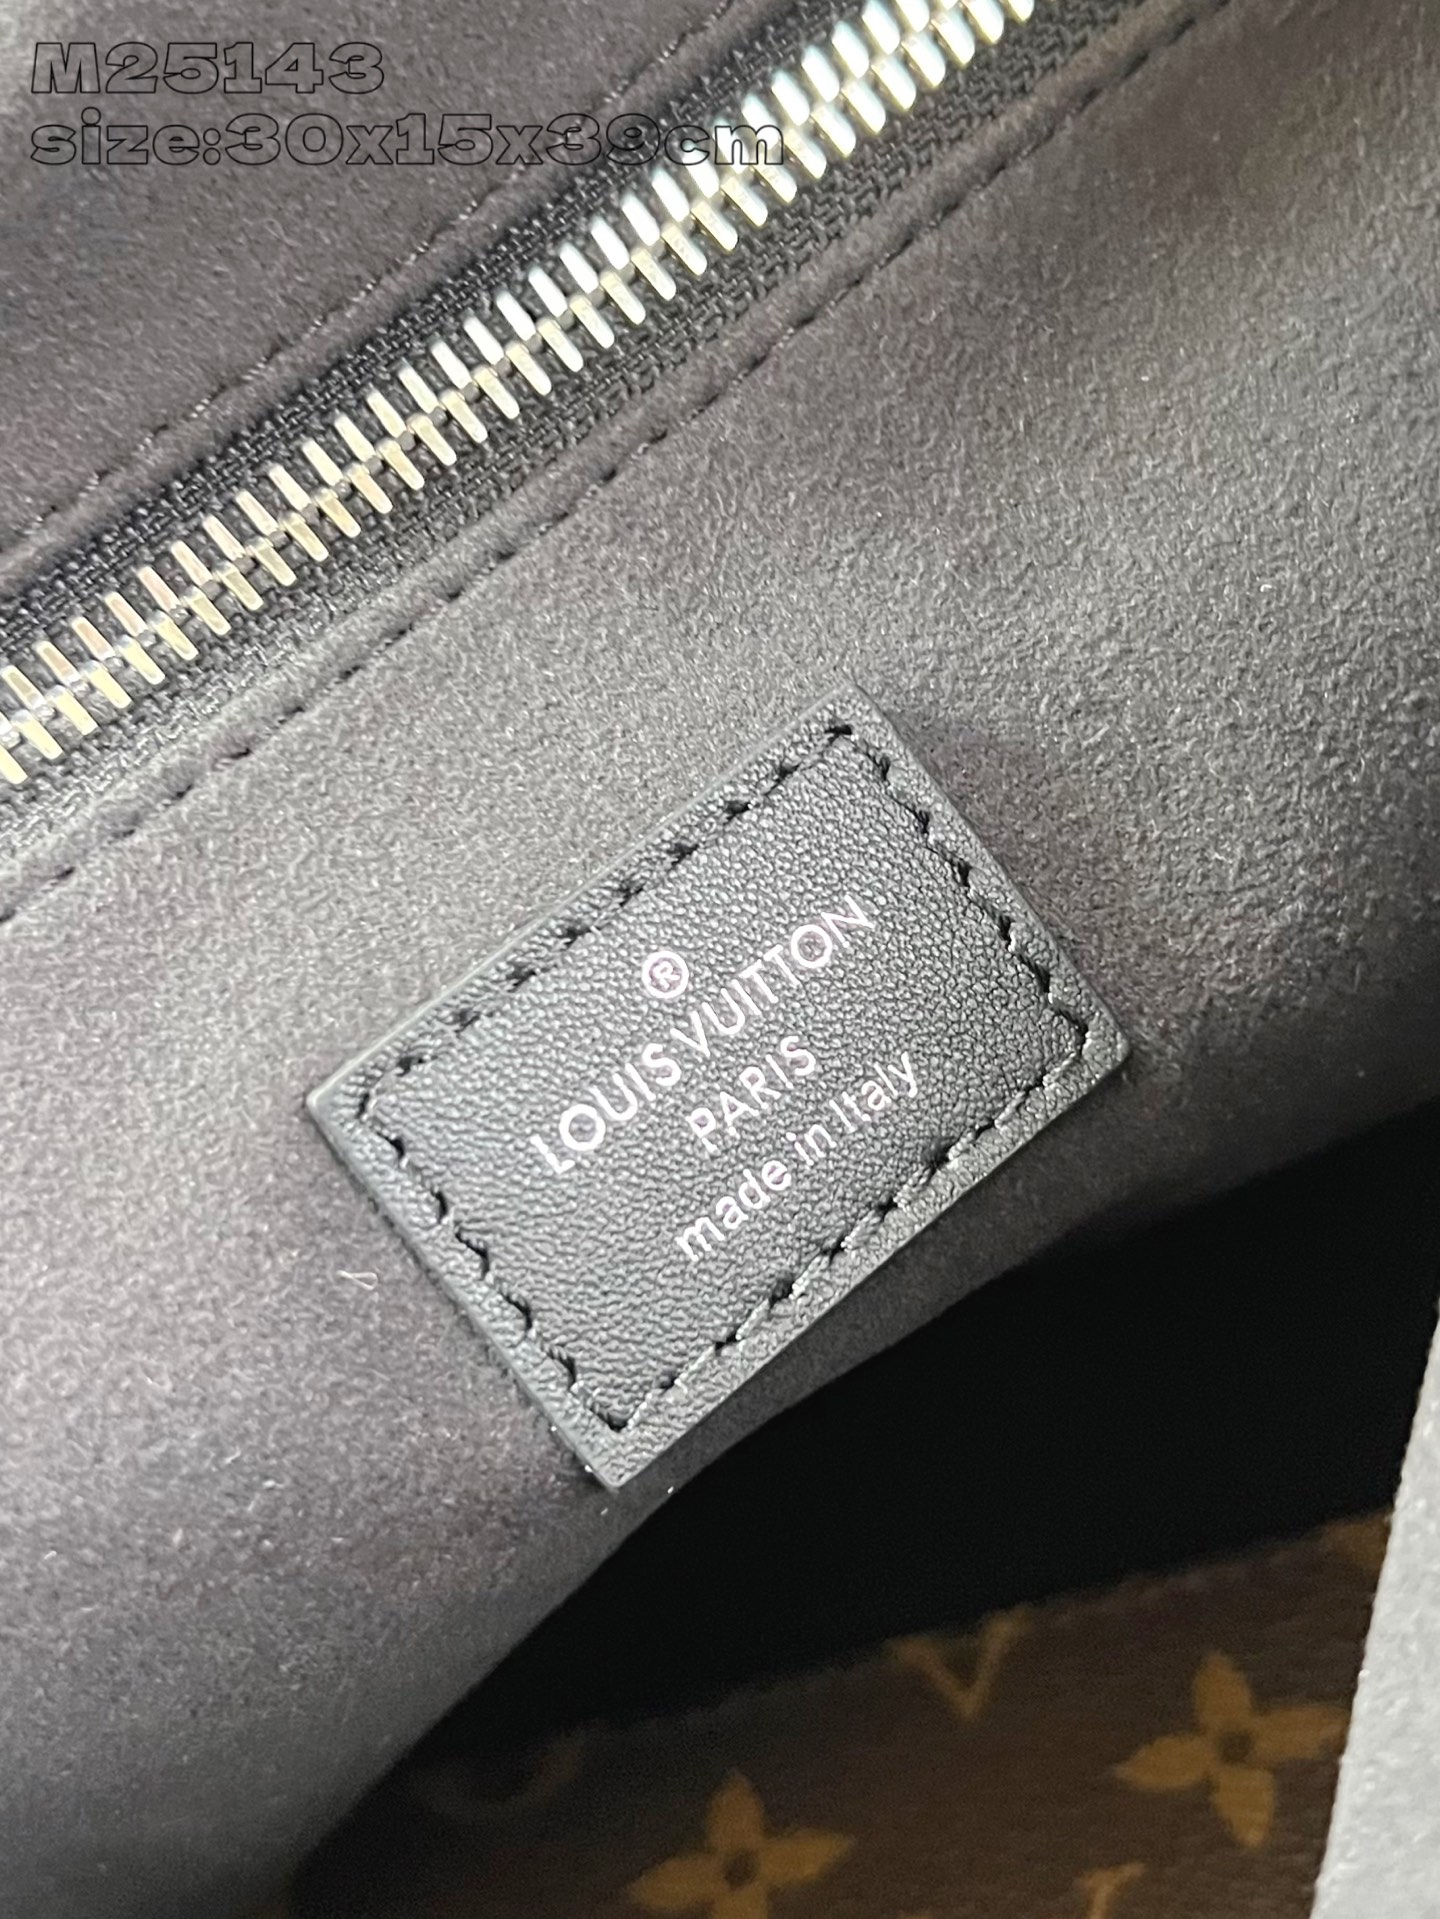 M25143
size:30x15x39cm
®
LOUIS VUITTON
PARIS
made in Italy